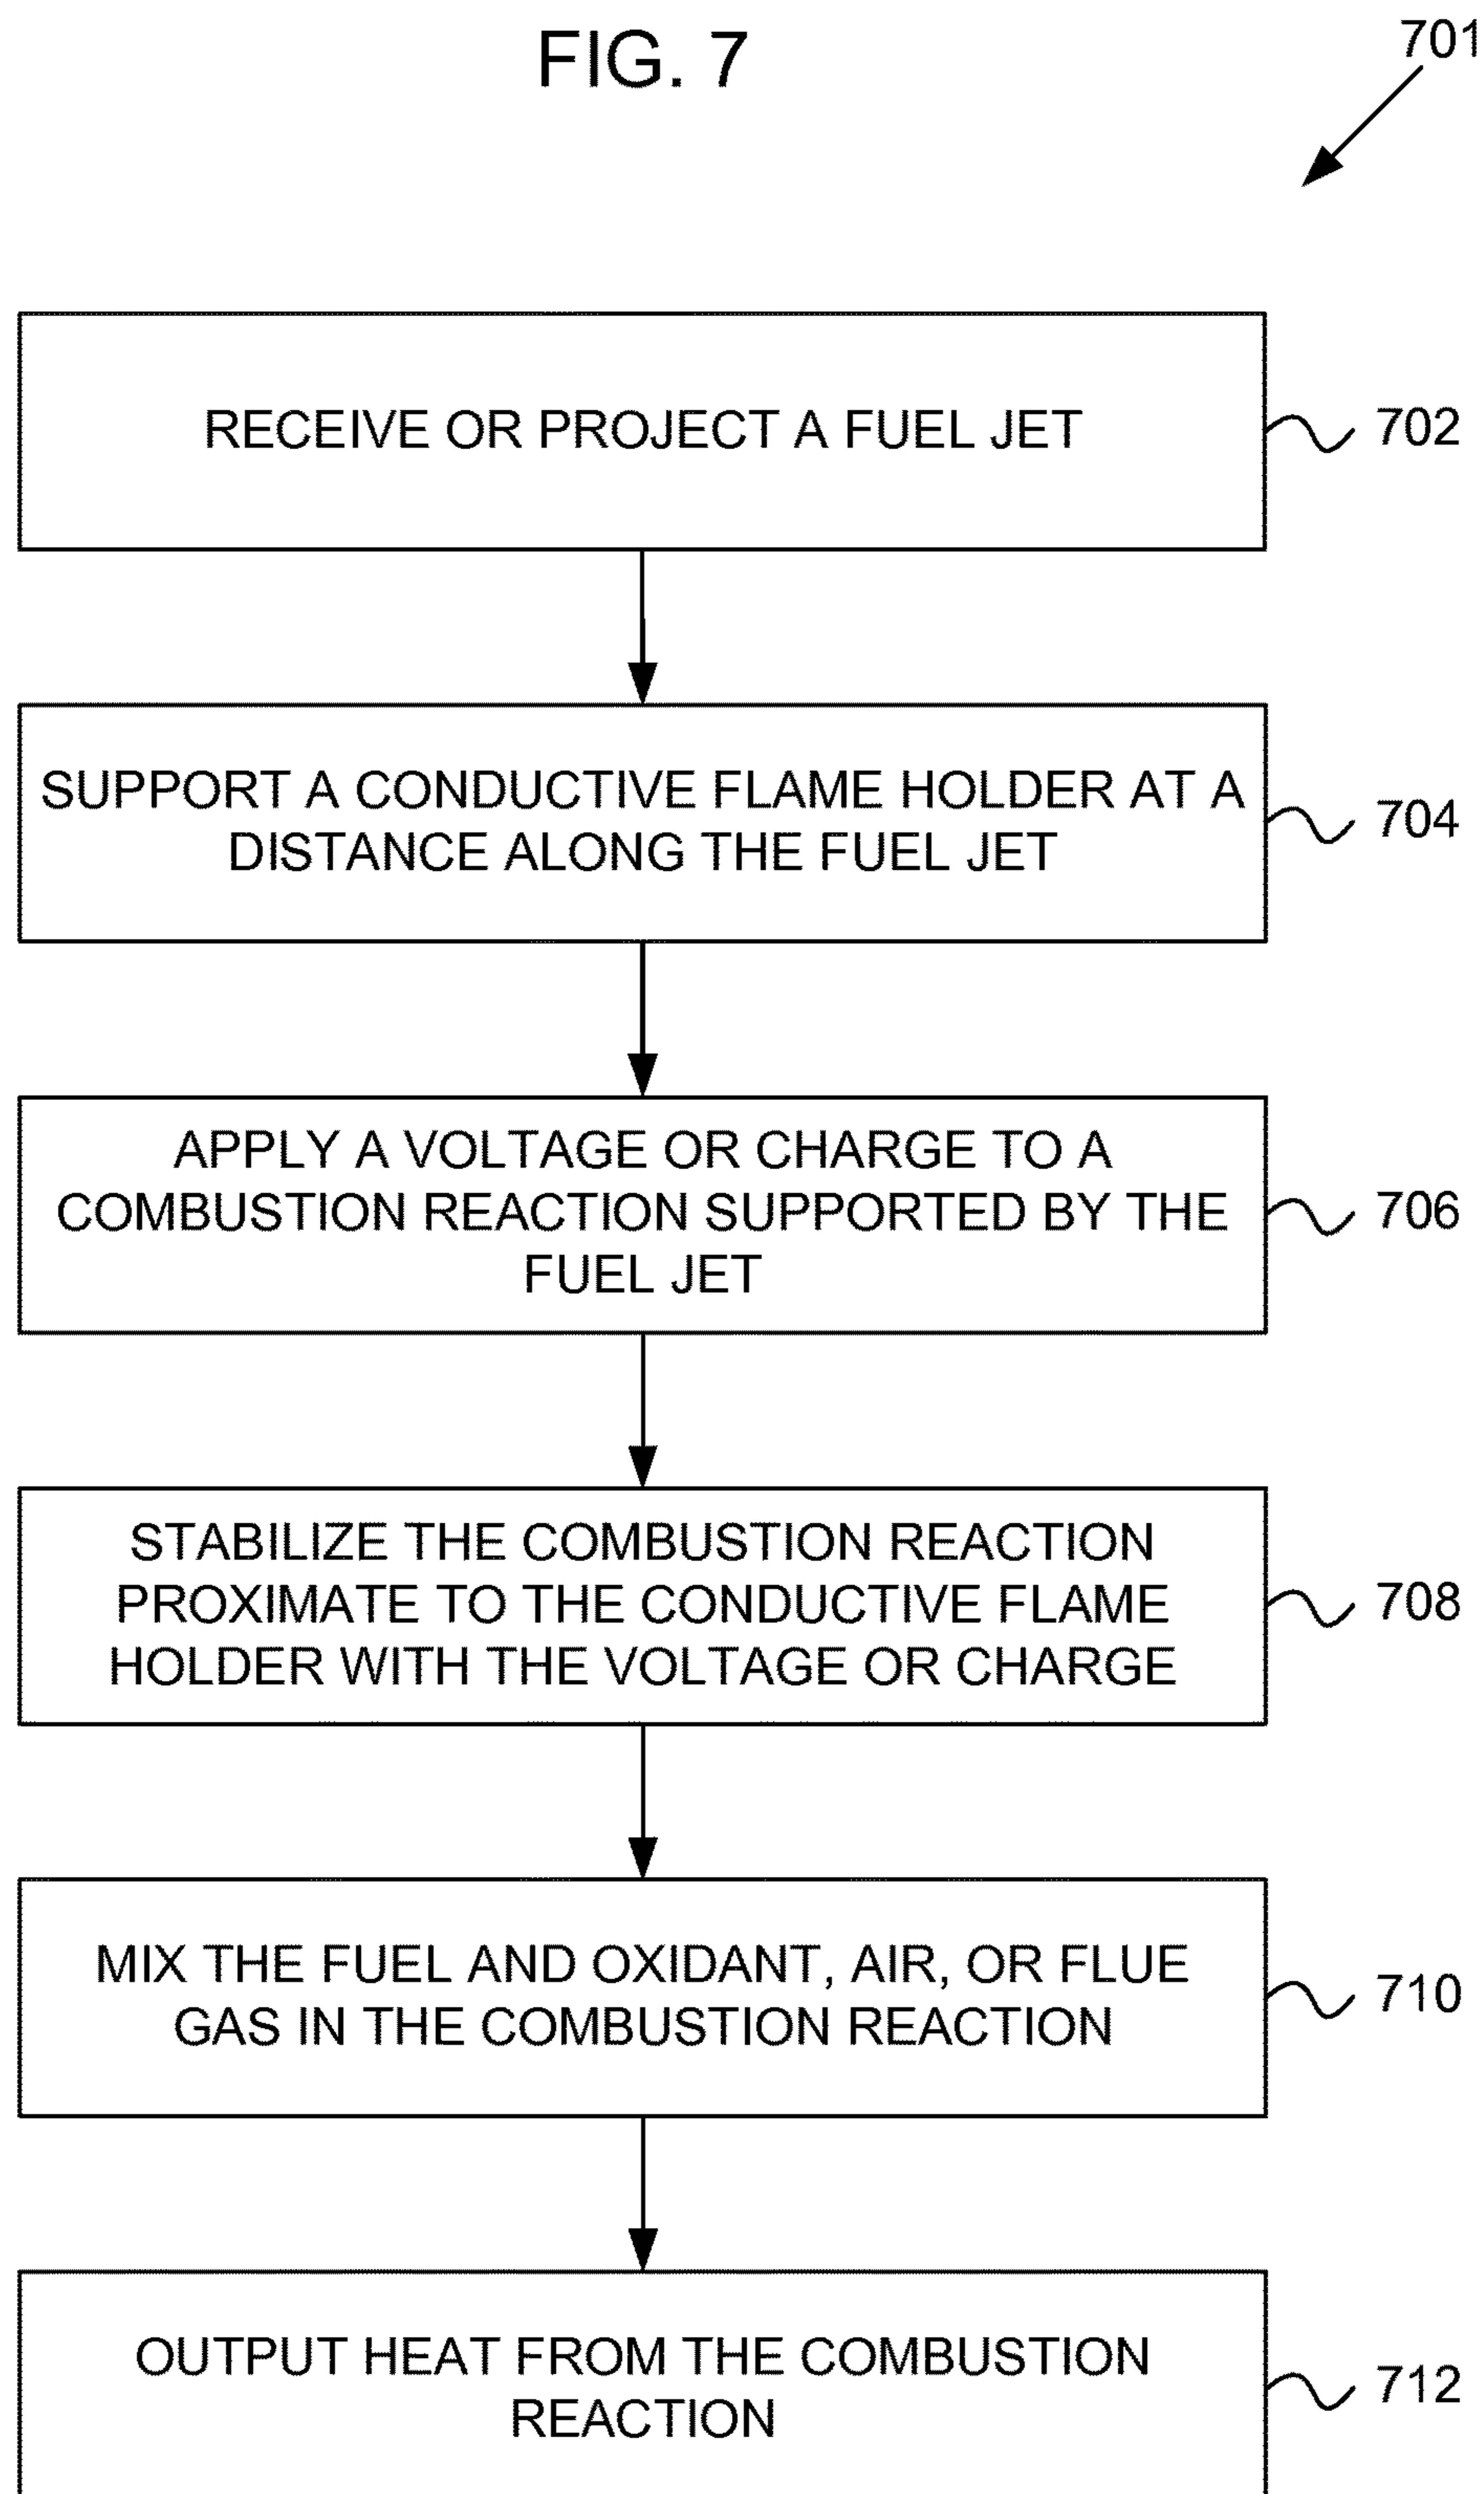 FIG. 7
701
RECEIVE OR PROJECT A FUEL JET
702
SUPPORT A CONDUCTIVE FLAME HOLDER AT A
DISTANCE ALONG THE FUEL JET
704
APPLY A VOLTAGE OR CHARGE TO A
COMBUSTION REACTION SUPPORTED BY THE
FUEL JET
706
STABILIZE THE COMBUSTION REACTION
PROXIMATE TO THE CONDUCTIVE FLAME
HOLDER WITH THE VOLTAGE OR CHARGE
708
MIX THE FUEL AND OXIDANT, AIR, OR FLUE
GAS IN THE COMBUSTION REACTION
710
OUTPUT HEAT FROM THE COMBUSTION
REACTION
712